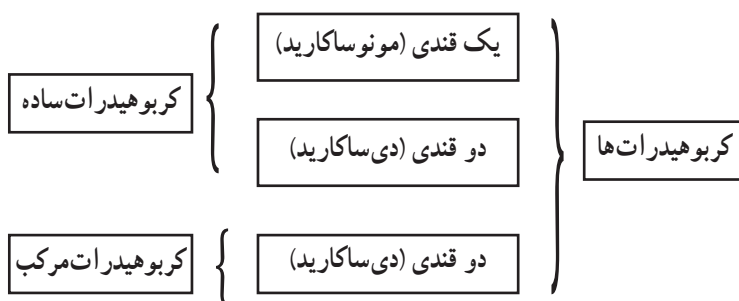 کربوهیدرات‌ها
یک قندی (مونوساکارید)
دو قندی (دی‌ساکارید)
کربوهیدرات‌ساده
دو قندی (دی‌ساکارید)
کربوهیدرات‌مرکب